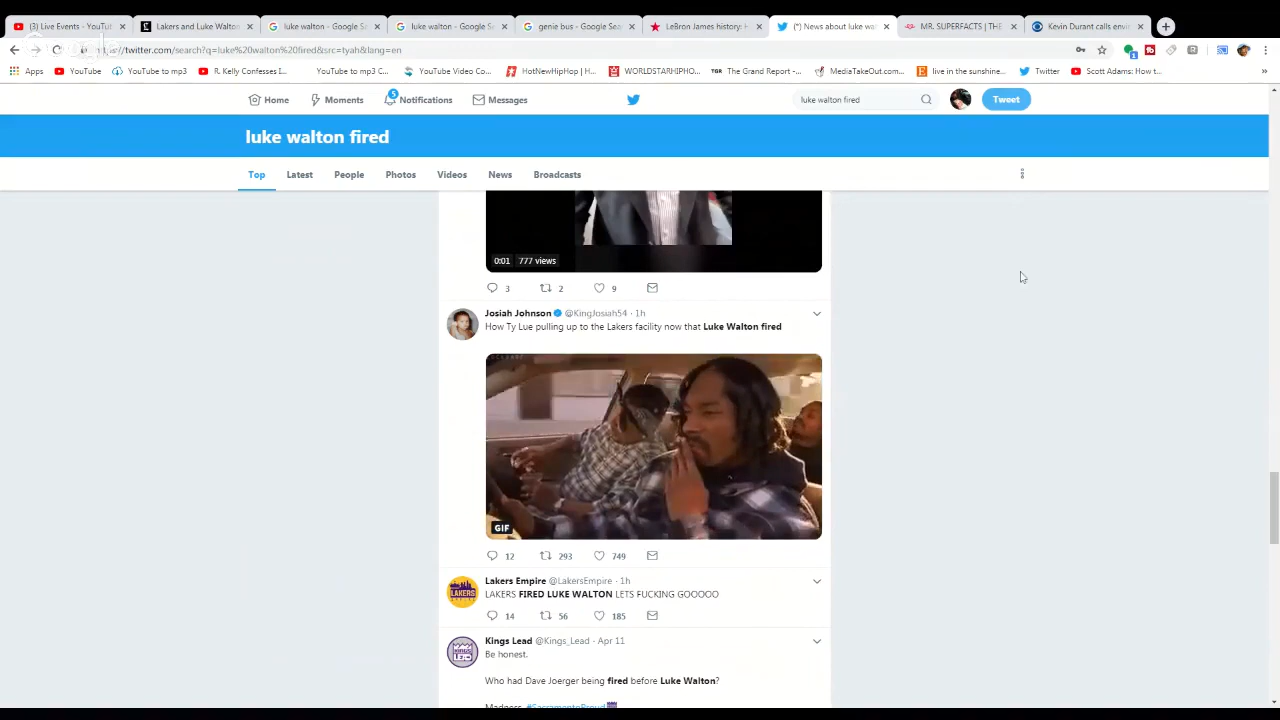 (3) Live Events - YouT
Lakers and Luke Walton
luke walton - Google Se
luke walton - Google S
genie bus - Google Sea
LeBron James history: H
(*) News about luke wa
MR. SUPERFACTS | THE
Kevin Durant calls envi
https://twitter.com/search?q=luke%20walton%20fired&src=tyah&lang=en
Apps
YouTube
YouTube to mp3
R. Kelly Confesses I...
YouTube to mp3 C...
YouTube Video Co...
HotNewHipHop | H...
WORLDSTARHIPHO...
TGR
The Grand Report -...
MediaTakeOut.com...
live in the sunshine...
Twitter
Scott Adams: How t...
»
Home
Moments
5
Notifications
Messages
luke walton fired
Tweet
luke walton fired
Top
Latest
People
Photos
Videos
News
Broadcasts
0:01 777 views
3 2 9
Josiah Johnson @KingJosiah54 · 1h
How Ty Lue pulling up to the Lakers facility now that Luke Walton fired
GIF
12 293 749
Lakers Empire @LakersEmpire · 1h
LAKERS FIRED LUKE WALTON LETS FUCKING GOOOOO
14 56 185
Kings Lead @Kings_Lead · Apr 11
Be honest.
Who had Dave Joerger being fired before Luke Walton?
Madness. #SacramentoProud